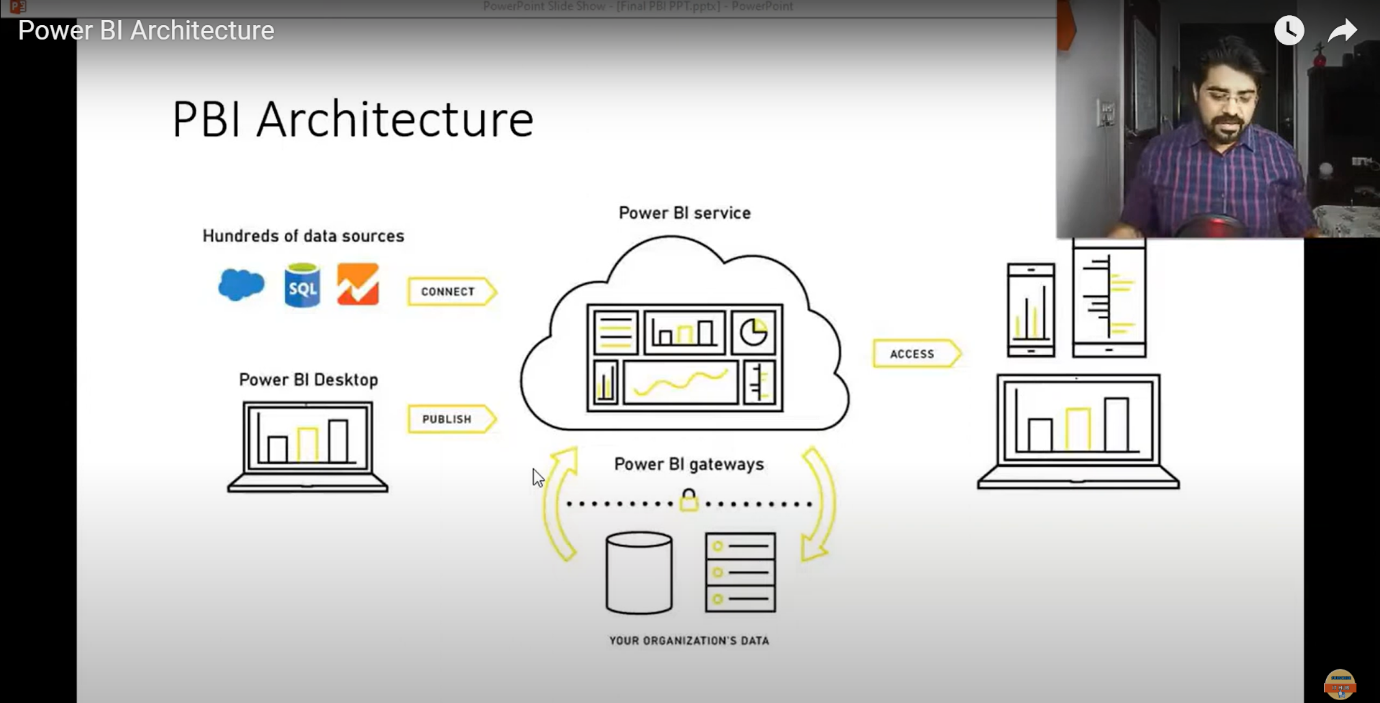 PowerPoint Slide Show - [Final PBI PPT.pptx] - PowerPoint
Power BI Architecture
PBI Architecture
Power BI service
Hundreds of data sources
SQL
CONNECT
ACCESS
Power BI Desktop
PUBLISH
Power BI gateways
YOUR ORGANIZATION'S DATA